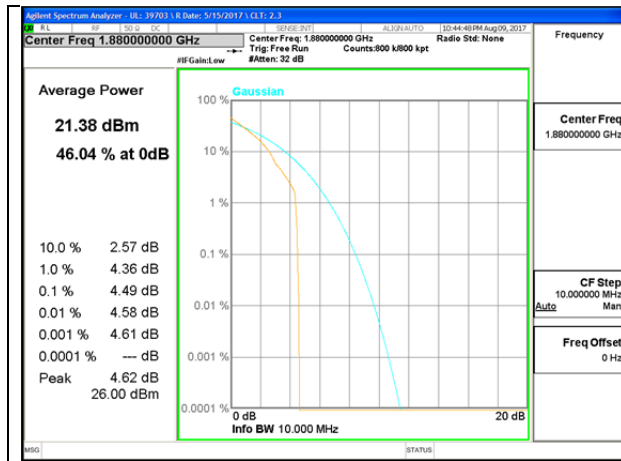 Agilent Spectrum Analyzer - UL: 39703 \ R Date: 5/15/2017 \ CLT: 2.3
RL RF 50 Ω DC SENSE:INT ALIGN AUTO 10:44:48 PM Aug 09, 2017
Center Freq 1.880000000 GHz
Center Freq: 1.880000000 GHz
Radio Std: None
Trig: Free Run Counts:800 k/800 kpt
#IFGain:Low #Atten: 32 dB
Frequency
Average Power
21.38 dBm
46.04 % at 0dB
10.0 % 2.57 dB
1.0 % 4.36 dB
0.1 % 4.49 dB
0.01 % 4.58 dB
0.001 % 4.61 dB
0.0001 % --- dB
Peak 4.62 dB
26.00 dBm
Gaussian
100 %
10 %
1 %
0.1 %
0.01 %
0.001 %
0.0001 %
0 dB 20 dB
Info BW 10.000 MHz
Center Freq
1.880000000 GHz
CF Step
10.000000 MHz
Auto Man
Freq Offset
0 Hz
MSG STATUS